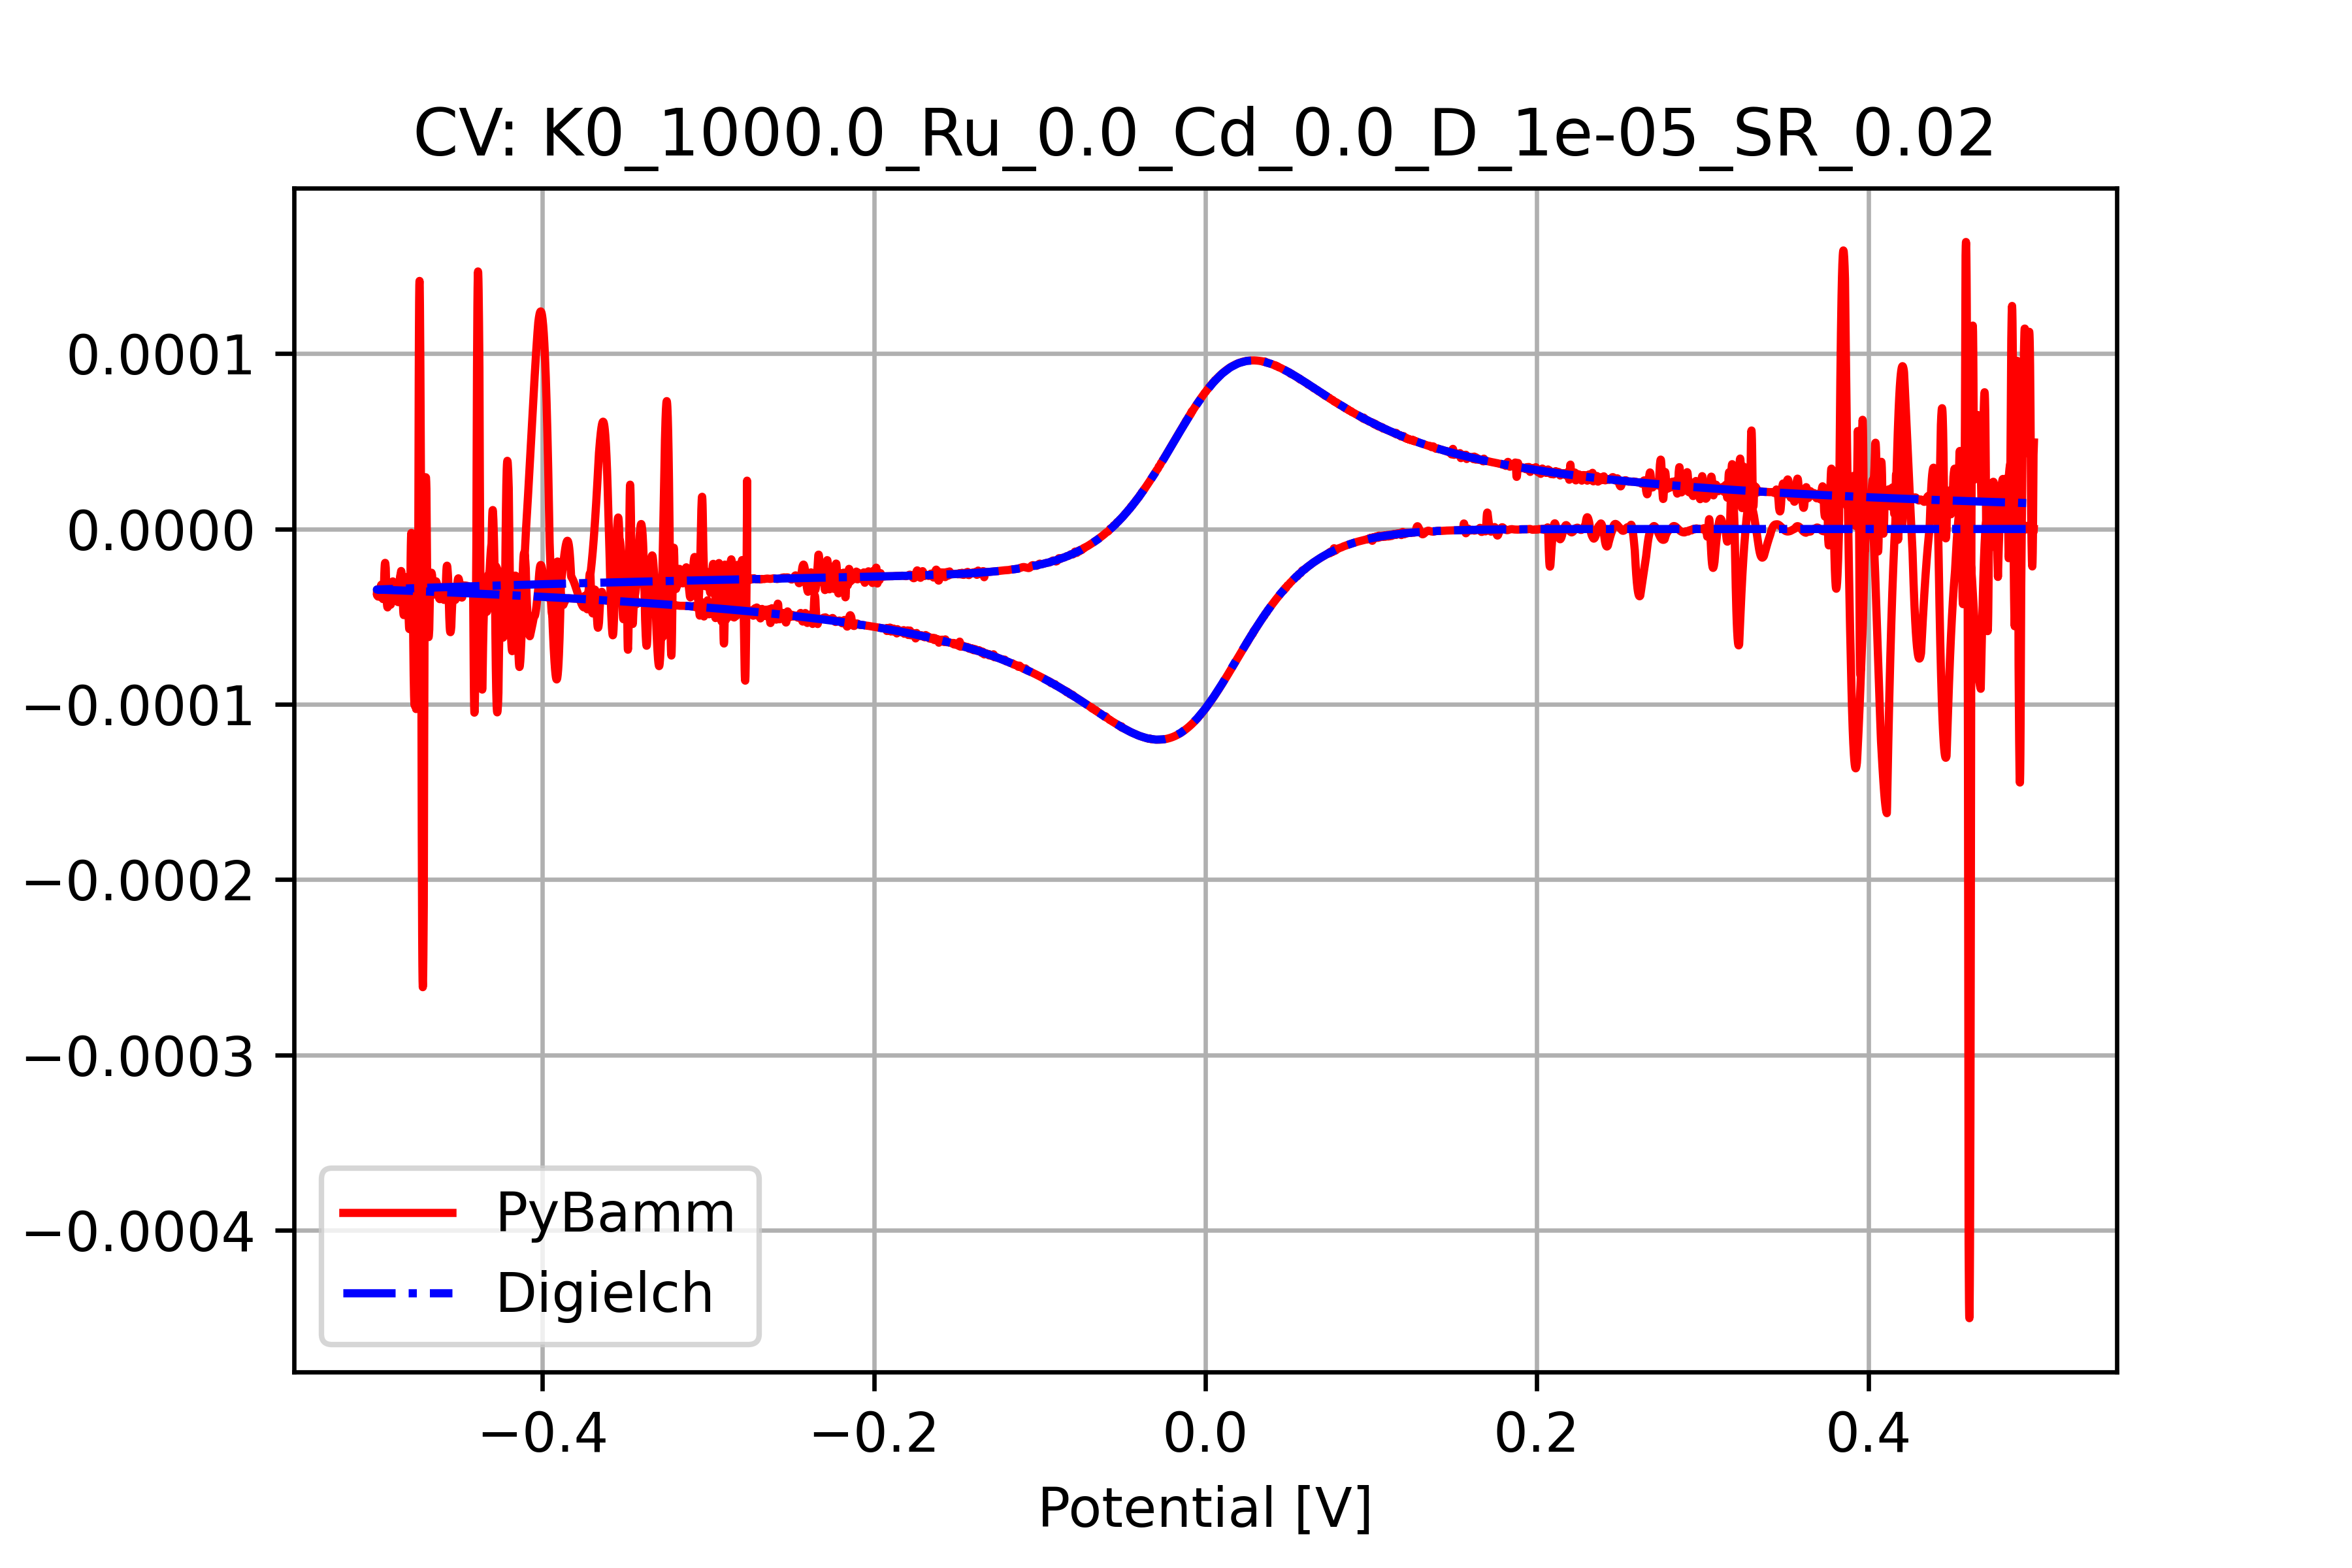 CV: K0_1000.0_Ru_0.0_Cd_0.0_D_1e-05_SR_0.02
0.0001
0.0000
−0.0001
−0.0002
−0.0003
−0.0004
PyBamm
Digielch
−0.4 −0.2 0.0 0.2 0.4
Potential [V]